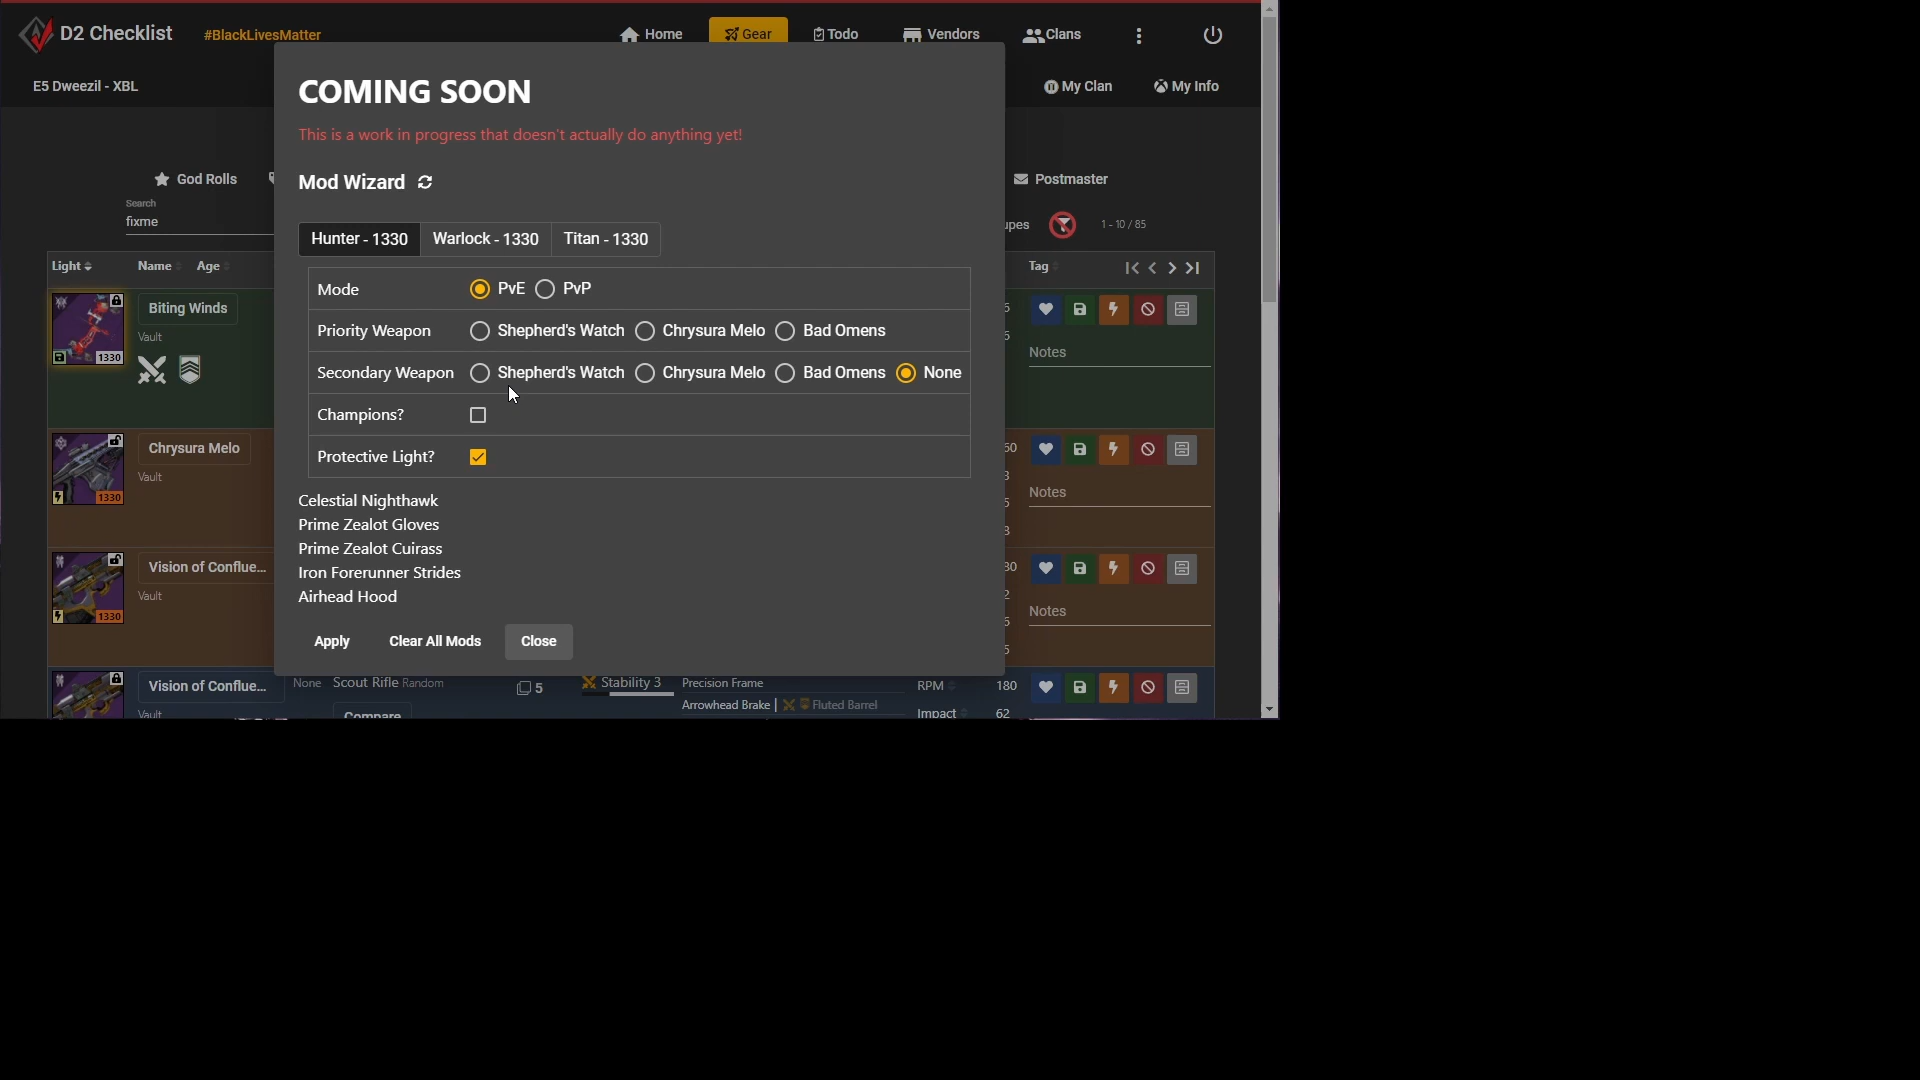 D2 Checklist #BlackLivesMatter Home Gear Todo Vendors Clans
E5 Dweezil - XBL My Clan My Info
COMING SOON
This is a work in progress that doesn't actually do anything yet!
God Rolls Mod Wizard Postmaster
Search
fixme 1 - 10 / 85
Hunter - 1330 Warlock - 1330 Titan - 1330
Light Name Age Tag
Mode PvE PvP
Biting Winds
Vault
1330
Priority Weapon Shepherd's Watch Chrysura Melo Bad Omens
Notes
Secondary Weapon Shepherd's Watch Chrysura Melo Bad Omens None
Champions?
Protective Light?
Chrysura Melo
Vault
1330
Notes
Celestial Nighthawk
Prime Zealot Gloves
Prime Zealot Cuirass
Iron Forerunner Strides
Airhead Hood
Vision of Conflue...
Vault
1330
Notes
Apply Clear All Mods Close
Vision of Conflue... None Scout Rifle Random 5 Stability 3 Precision Frame RPM 180
Vault Compare Arrowhead Brake | Fluted Barrel Impact 62